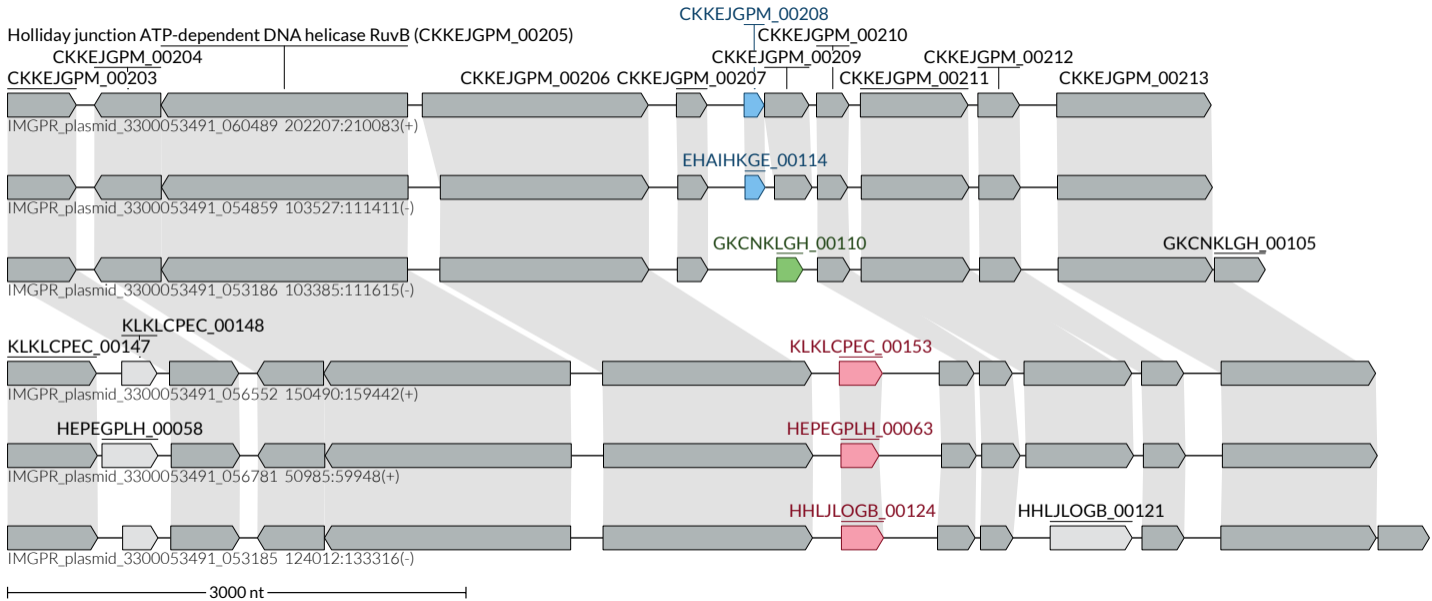 CKKEJGPM_00208
Holliday junction ATP-dependent DNA helicase RuvB (CKKEJGPM_00205)
CKKEJGPM_00210
CKKEJGPM_00204
CKKEJGPM_00209
CKKEJGPM_00212
CKKEJGPM_00203
CKKEJGPM_00206
CKKEJGPM_00207
CKKEJGPM_00211
CKKEJGPM_00213
IMGPR_plasmid_3300053491_060489 202207:210083(+)
EHAIHKGE_00114
IMGPR_plasmid_3300053491_054859 103527:111411(-)
GKCNKLGH_00110
GKCNKLGH_00105
IMGPR_plasmid_3300053491_053186 103385:111615(-)
KLKLCPEC_00148
KLKLCPEC_00147
KLKLCPEC_00153
IMGPR_plasmid_3300053491_056552 150490:159442(+)
HEPEGPLH_00058
HEPEGPLH_00063
IMGPR_plasmid_3300053491_056781 50985:59948(+)
HHLJLOGB_00124
HHLJLOGB_00121
IMGPR_plasmid_3300053491_053185 124012:133316(-)
3000 nt